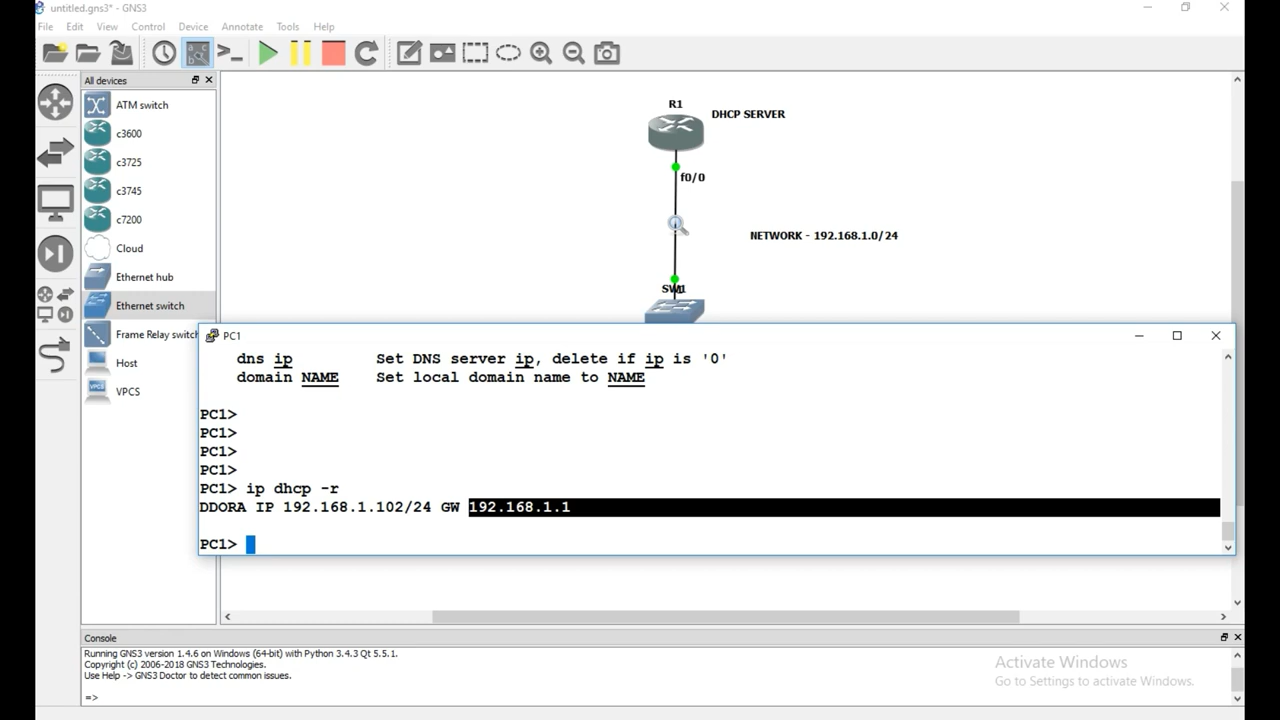 untitled.gns3* - GNS3
File Edit View Control Device Annotate Tools Help
All devices
ATM switch
c3600
c3725
c3745
c7200
Cloud
Ethernet hub
Ethernet switch
Frame Relay switch
Host
VPCS
R1
DHCP SERVER
f0/0
NETWORK - 192.168.1.0/24
SW1
PC1
dns ip Set DNS server ip, delete if ip is '0'
domain NAME Set local domain name to NAME
PC1>
PC1>
PC1>
PC1>
PC1> ip dhcp -r
DDORA IP 192.168.1.102/24 GW 192.168.1.1
PC1>
Console
Running GNS3 version 1.4.6 on Windows (64-bit) with Python 3.4.3 Qt 5.5.1.
Copyright (c) 2006-2018 GNS3 Technologies.
Use Help -> GNS3 Doctor to detect common issues.
=>
Activate Windows
Go to Settings to activate Windows.